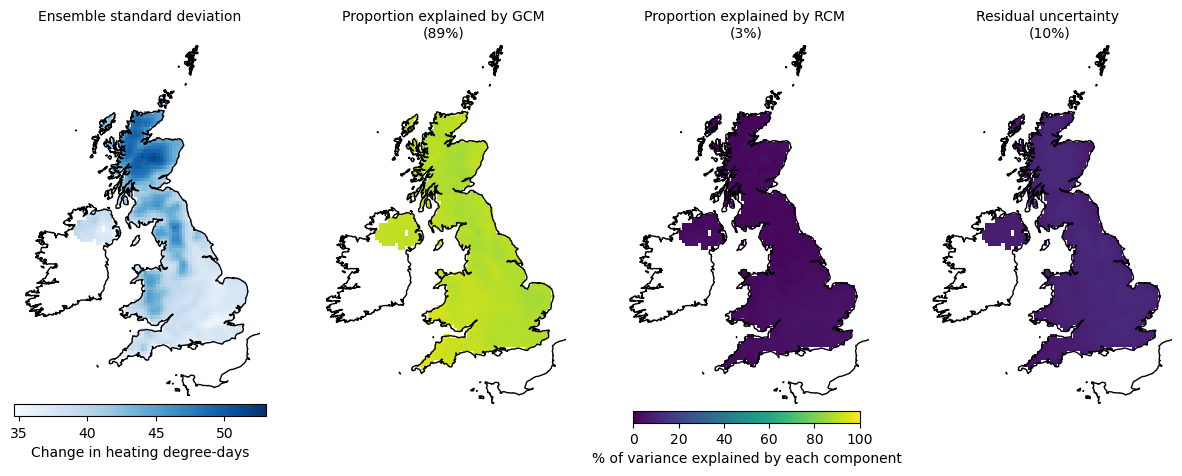 Ensemble standard deviation
Proportion explained by GCM
(89%)
Proportion explained by RCM
(3%)
Residual uncertainty
(10%)
35 40 45 50
Change in heating degree-days
0 20 40 60 80 100
% of variance explained by each component